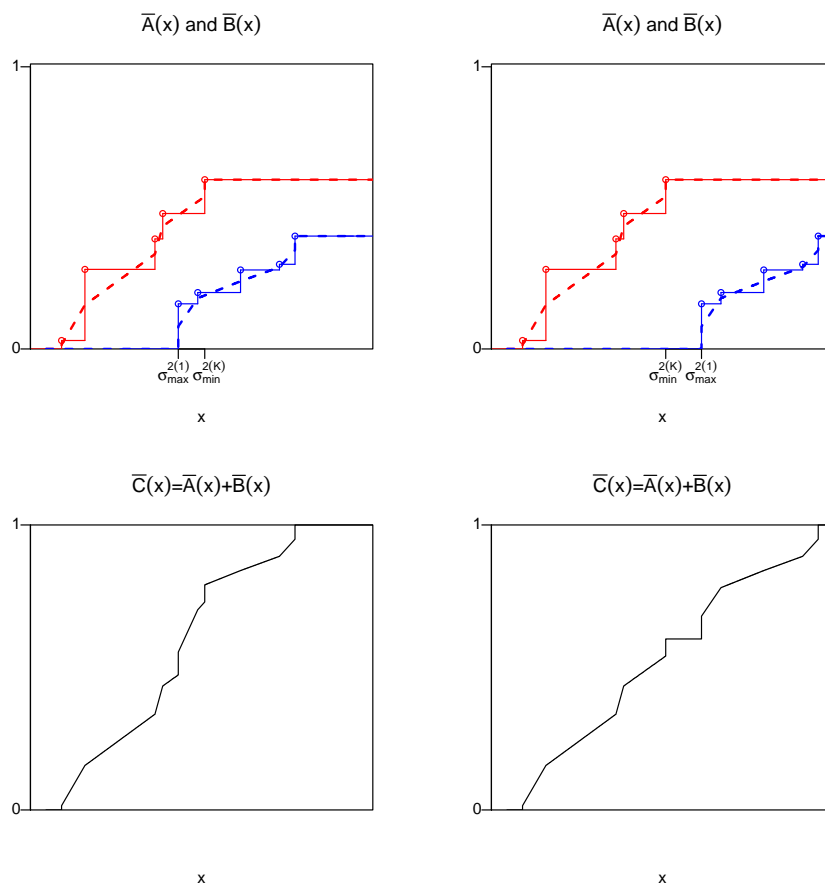 A̅(x) and B̅(x)
1
0
σ²⁽¹⁾max σ²⁽ᴷ⁾min
x
A̅(x) and B̅(x)
1
0
σ²⁽ᴷ⁾min σ²⁽¹⁾max
x
C̅(x)=A̅(x)+B̅(x)
1
0
x
C̅(x)=A̅(x)+B̅(x)
1
0
x